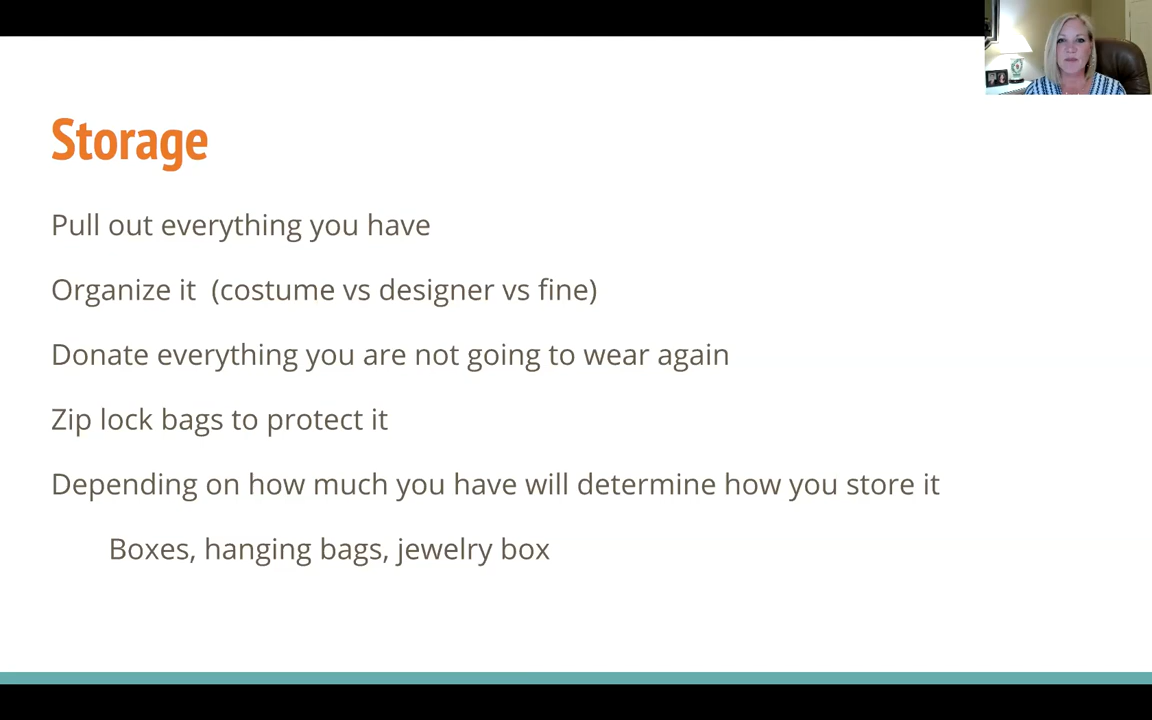 Storage
Pull out everything you have
Organize it (costume vs designer vs fine)
Donate everything you are not going to wear again
Zip lock bags to protect it
Depending on how much you have will determine how you store it
Boxes, hanging bags, jewelry box